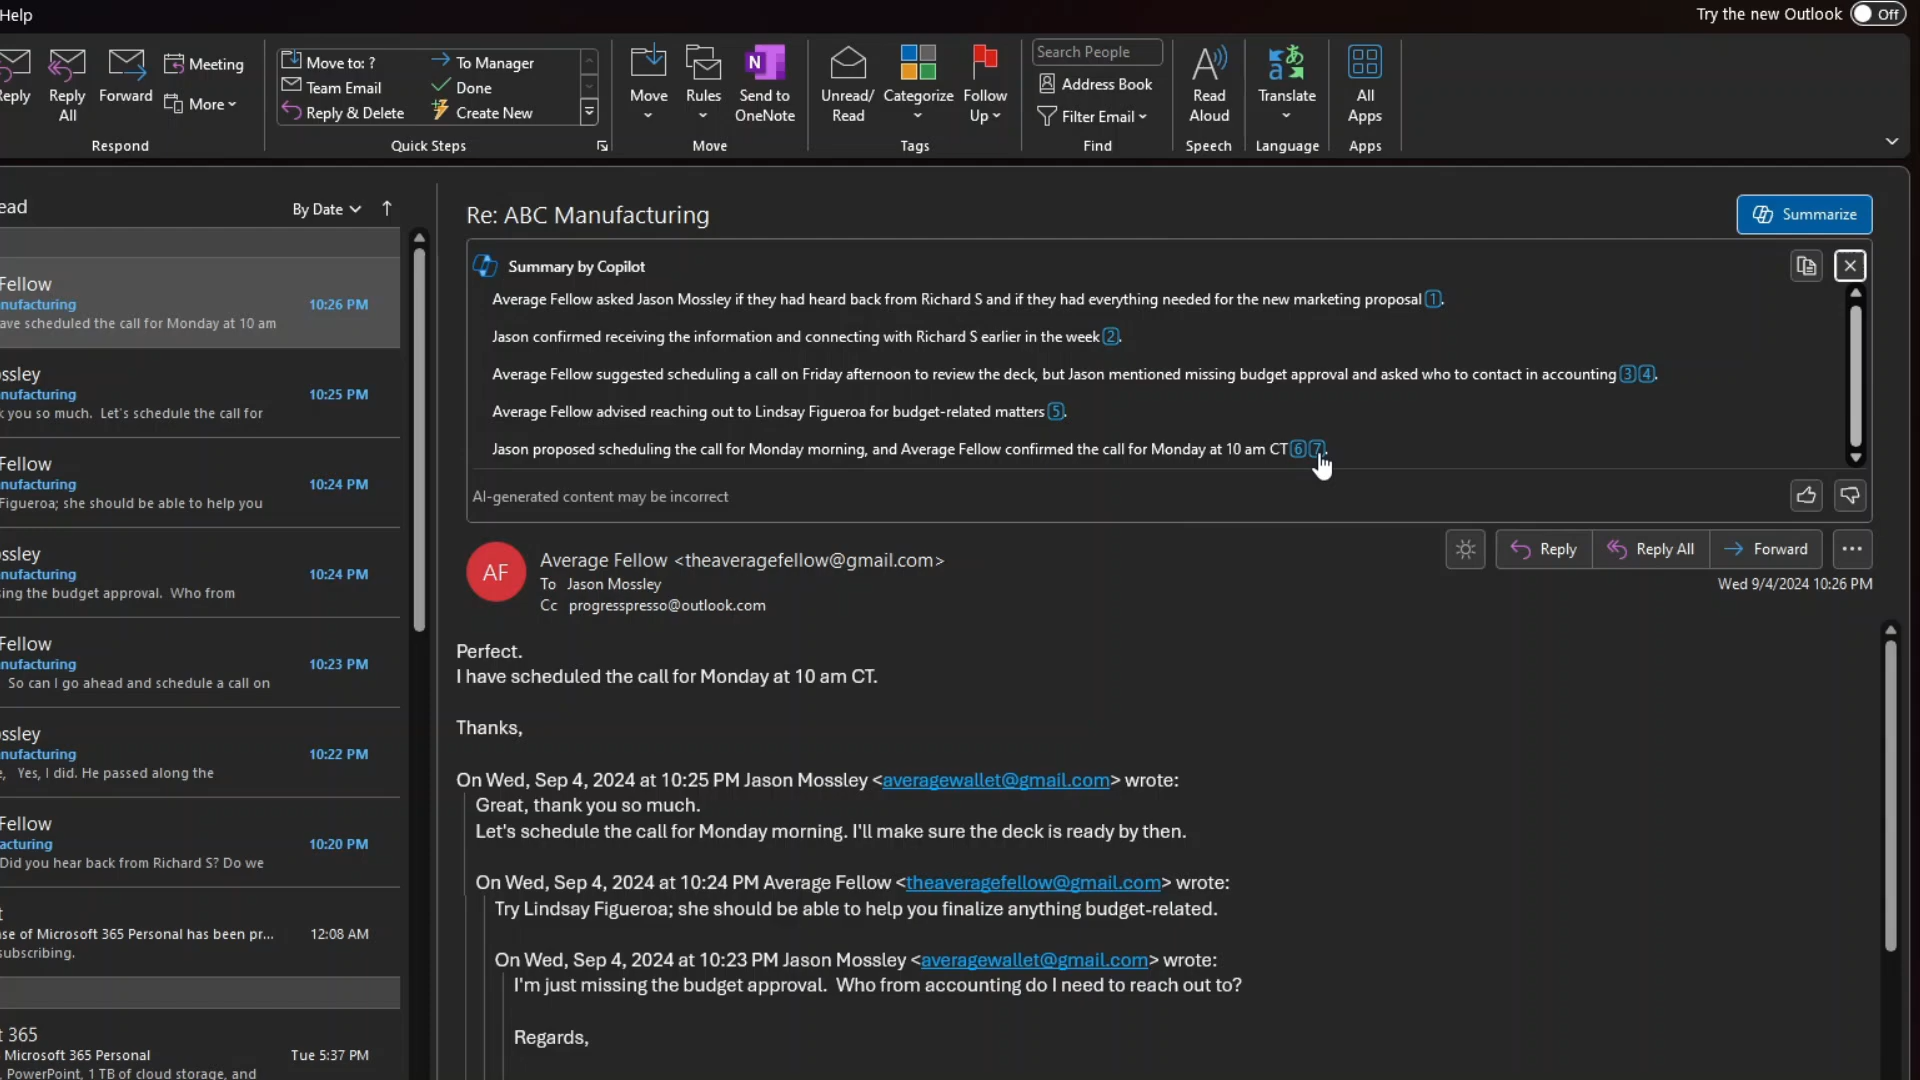 Help
Try the new Outlook Off
Reply
Reply All
Forward
Meeting
More
Respond
Move to: ?
Team Email
Reply & Delete
To Manager
Done
Create New
Quick Steps
Move
Rules
Send to OneNote
Move
Unread/ Read
Categorize
Follow Up
Tags
Search People
Address Book
Filter Email
Find
Read Aloud
Speech
Translate
Language
All Apps
Apps
ead
By Date
Fellow
nufacturing 10:26 PM
ave scheduled the call for Monday at 10 am
ssley
nufacturing 10:25 PM
k you so much. Let's schedule the call for
Fellow
nufacturing 10:24 PM
Figueroa; she should be able to help you
ssley
nufacturing 10:24 PM
sing the budget approval. Who from
Fellow
nufacturing 10:23 PM
So can I go ahead and schedule a call on
ssley
nufacturing 10:22 PM
e, Yes, I did. He passed along the
Fellow
acturing 10:20 PM
Did you hear back from Richard S? Do we
t
se of Microsoft 365 Personal has been pr... 12:08 AM
subscribing.
t 365
Microsoft 365 Personal Tue 5:37 PM
, PowerPoint, 1 TB of cloud storage, and
Re: ABC Manufacturing
Summarize
Summary by Copilot
Average Fellow asked Jason Mossley if they had heard back from Richard S and if they had everything needed for the new marketing proposal 1.
Jason confirmed receiving the information and connecting with Richard S earlier in the week 2.
Average Fellow suggested scheduling a call on Friday afternoon to review the deck, but Jason mentioned missing budget approval and asked who to contact in accounting 3 4.
Average Fellow advised reaching out to Lindsay Figueroa for budget-related matters 5.
Jason proposed scheduling the call for Monday morning, and Average Fellow confirmed the call for Monday at 10 am CT 6 7.
AI-generated content may be incorrect
AF
Average Fellow <theaveragefellow@gmail.com>
To Jason Mossley
Cc progresspresso@outlook.com
Reply
Reply All
Forward
Wed 9/4/2024 10:26 PM
Perfect.
I have scheduled the call for Monday at 10 am CT.
Thanks,
On Wed, Sep 4, 2024 at 10:25 PM Jason Mossley <averagewallet@gmail.com> wrote:
Great, thank you so much.
Let's schedule the call for Monday morning. I'll make sure the deck is ready by then.
On Wed, Sep 4, 2024 at 10:24 PM Average Fellow <theaveragefellow@gmail.com> wrote:
Try Lindsay Figueroa; she should be able to help you finalize anything budget-related.
On Wed, Sep 4, 2024 at 10:23 PM Jason Mossley <averagewallet@gmail.com> wrote:
I'm just missing the budget approval. Who from accounting do I need to reach out to?
Regards,